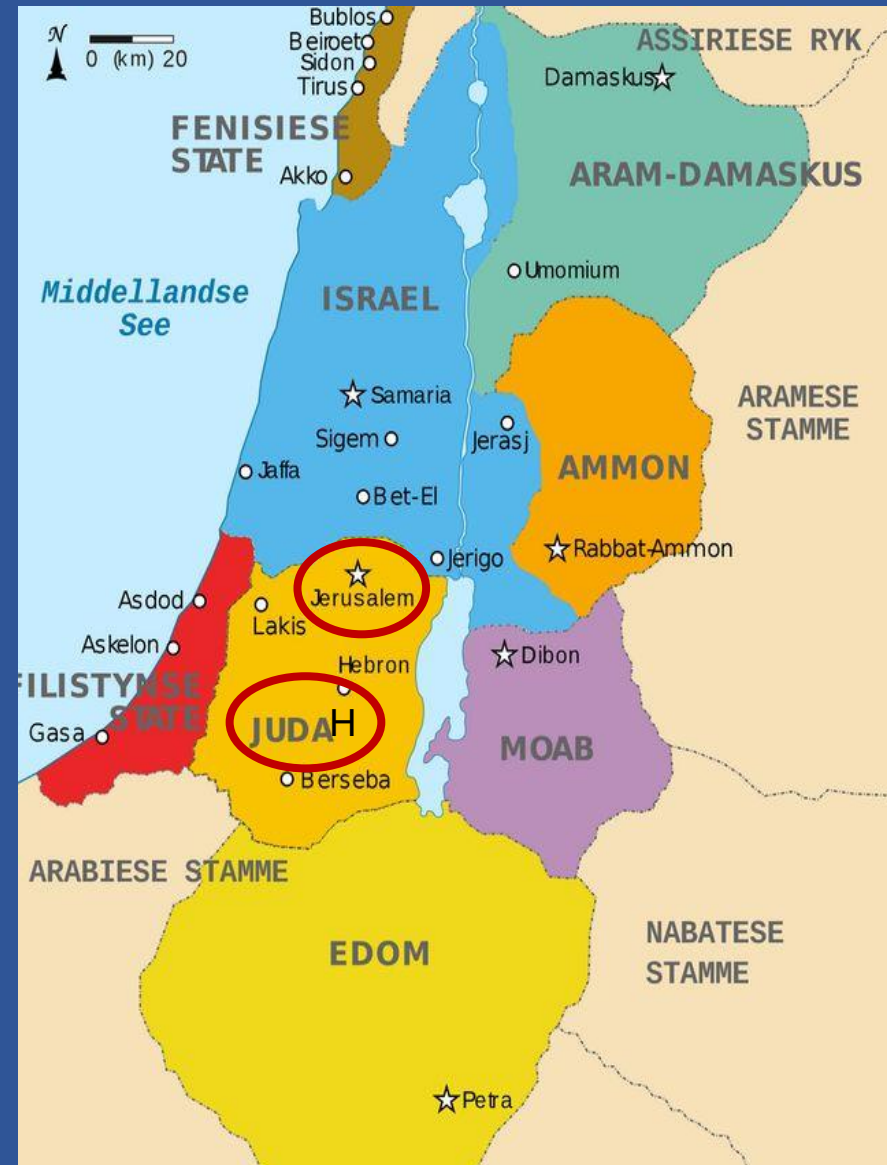 Bublos
Beiroet
Sidon
Tirus
N
0 (km) 20
ASSIRIESE RYK
Damaskus
FENISIESE
STATE
Akko
ARAM-DAMASKUS
Umomium
Middellandse
See
ISRAEL
Samaria
ARAMESE
STAMME
Sigem
Jerasj
Jaffa
AMMON
Bet-El
Jerigo
Rabbat-Ammon
Jerusalem
Asdod
Lakis
Askelon
Hebron
Dibon
FILISTYNSE
STATE
Gasa
JUDAH
MOAB
Berseba
ARABIESE STAMME
EDOM
NABATESE
STAMME
Petra